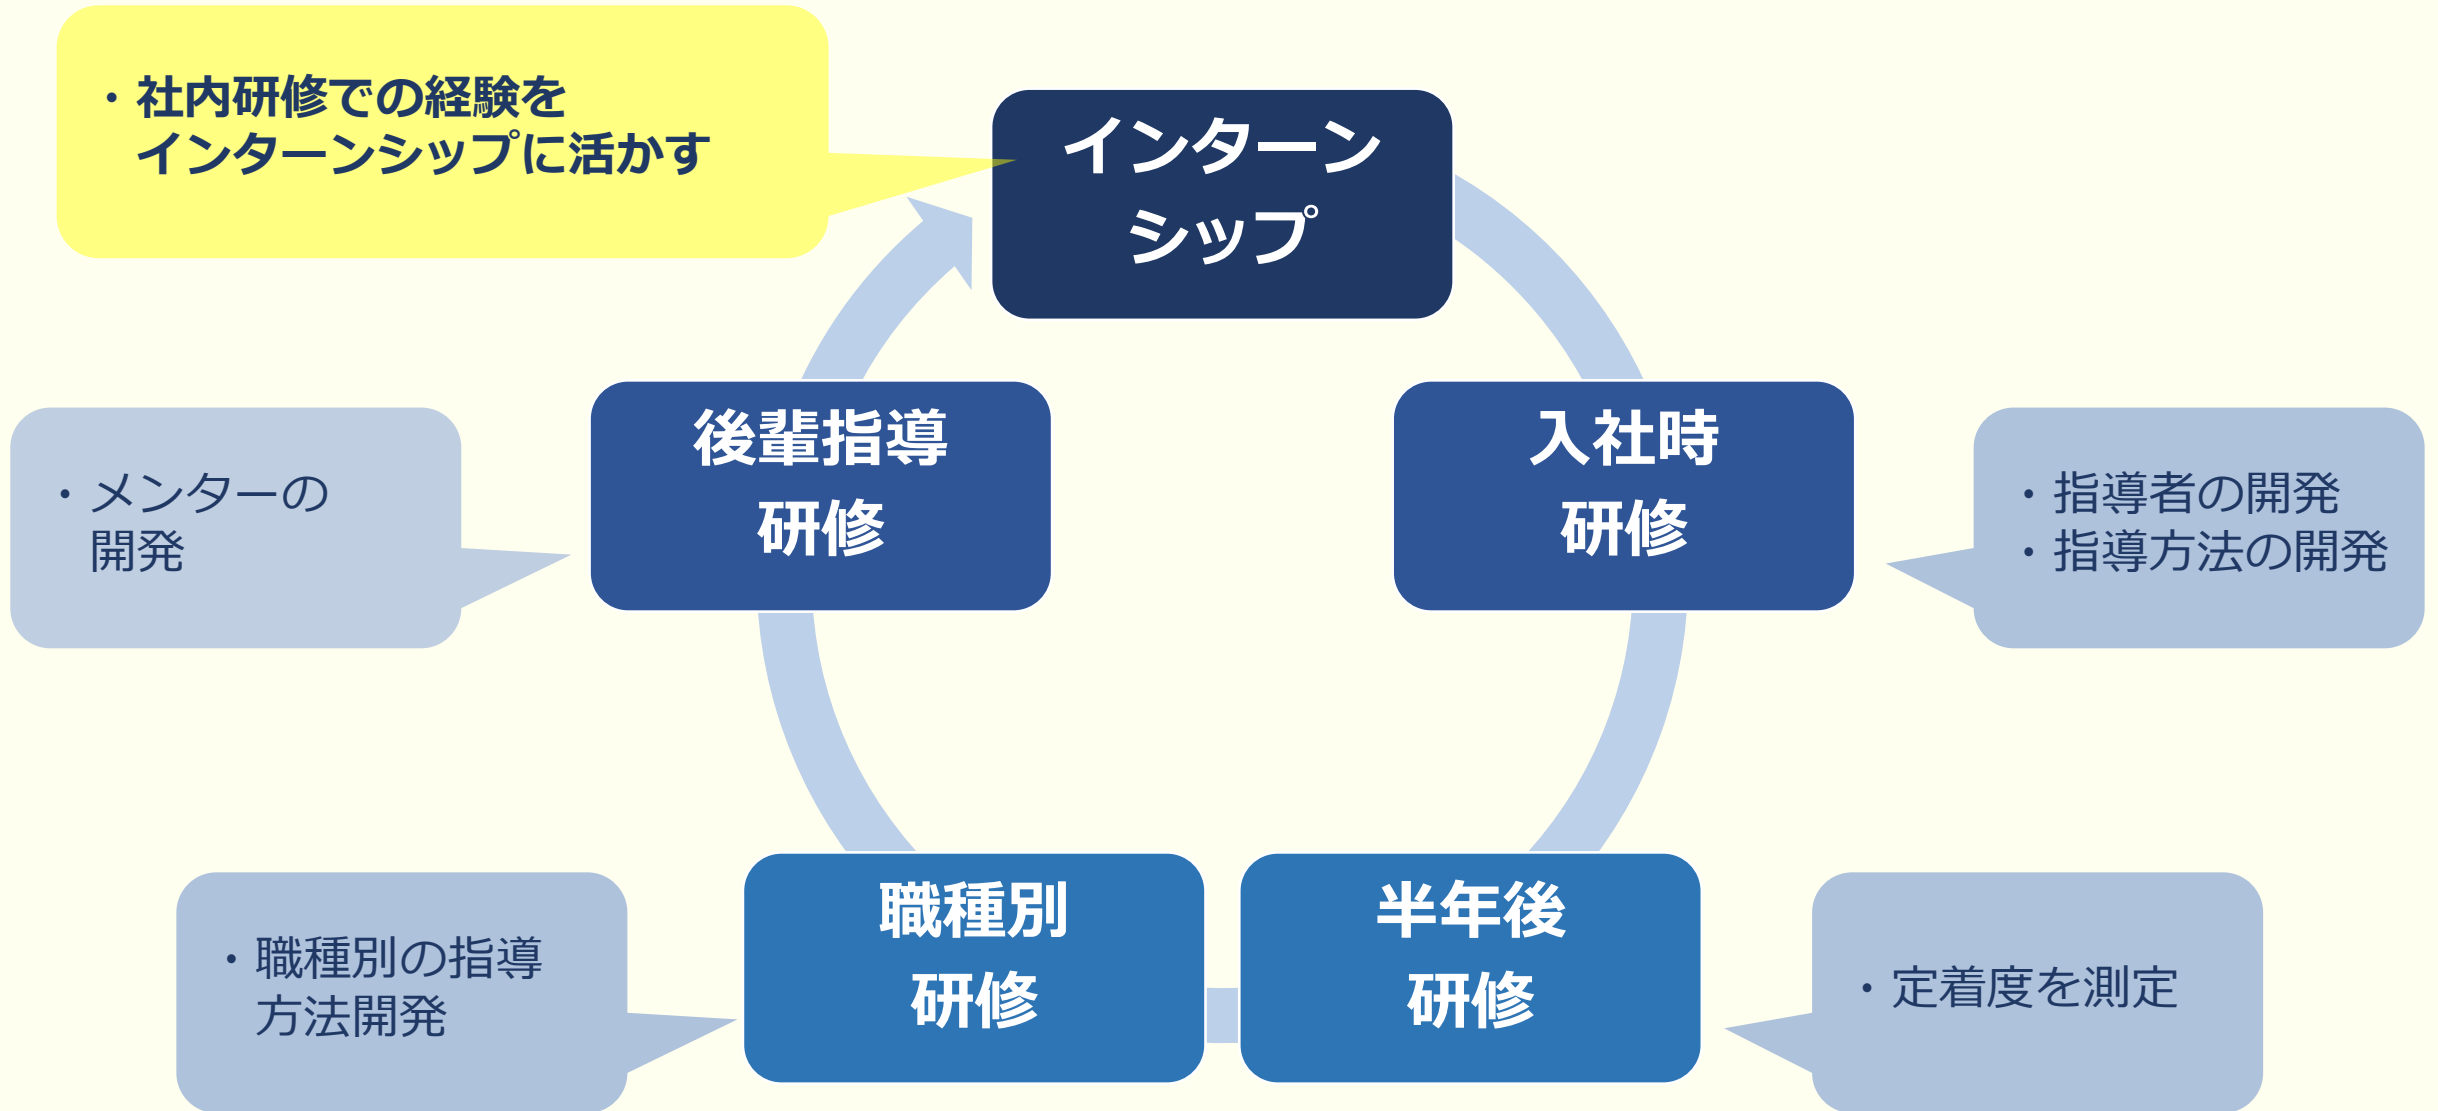 ・社内研修での経験を
インターンシップに活かす
インターン
シップ
後輩指導
研修
入社時
研修
・メンターの
開発
・指導者の開発
・指導方法の開発
職種別
研修
半年後
研修
・職種別の指導
方法開発
・定着度を測定